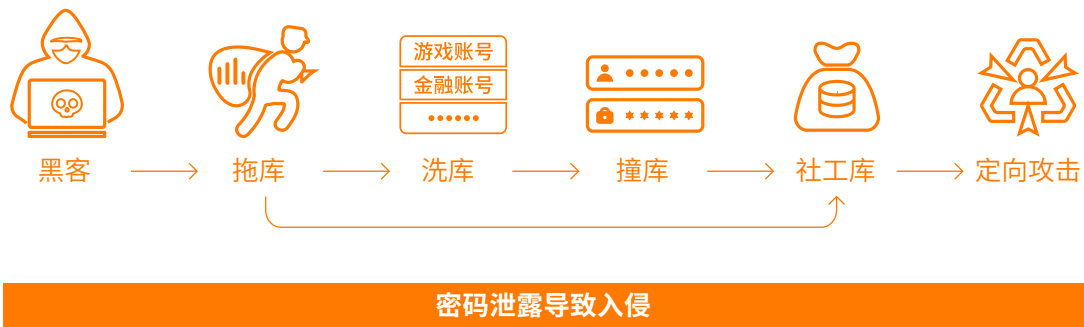 游戏账号
金融账号
黑客
拖库
洗库
撞库
社工库
定向攻击
密码泄露导致入侵